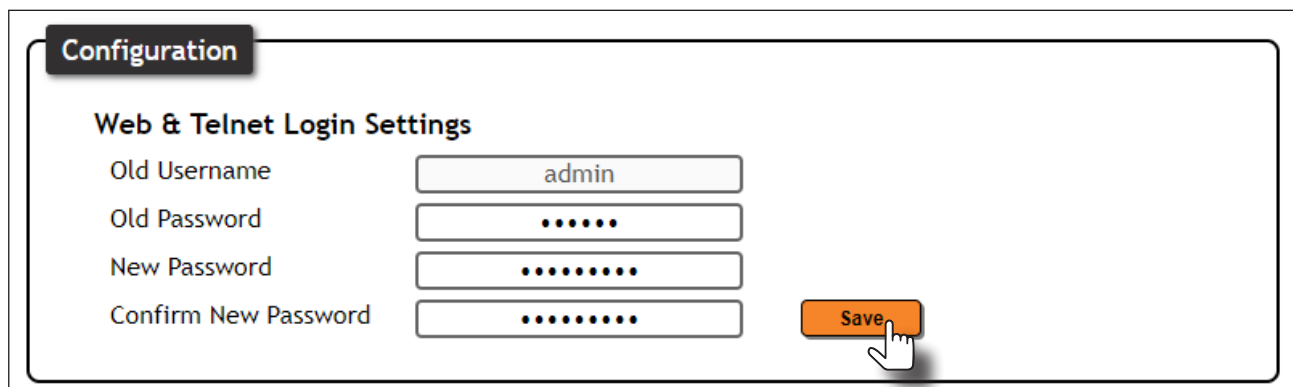 Configuration
Web & Telnet Login Settings
Old Username admin
Old Password ••••••
New Password •••••••••
Confirm New Password ••••••••• Save